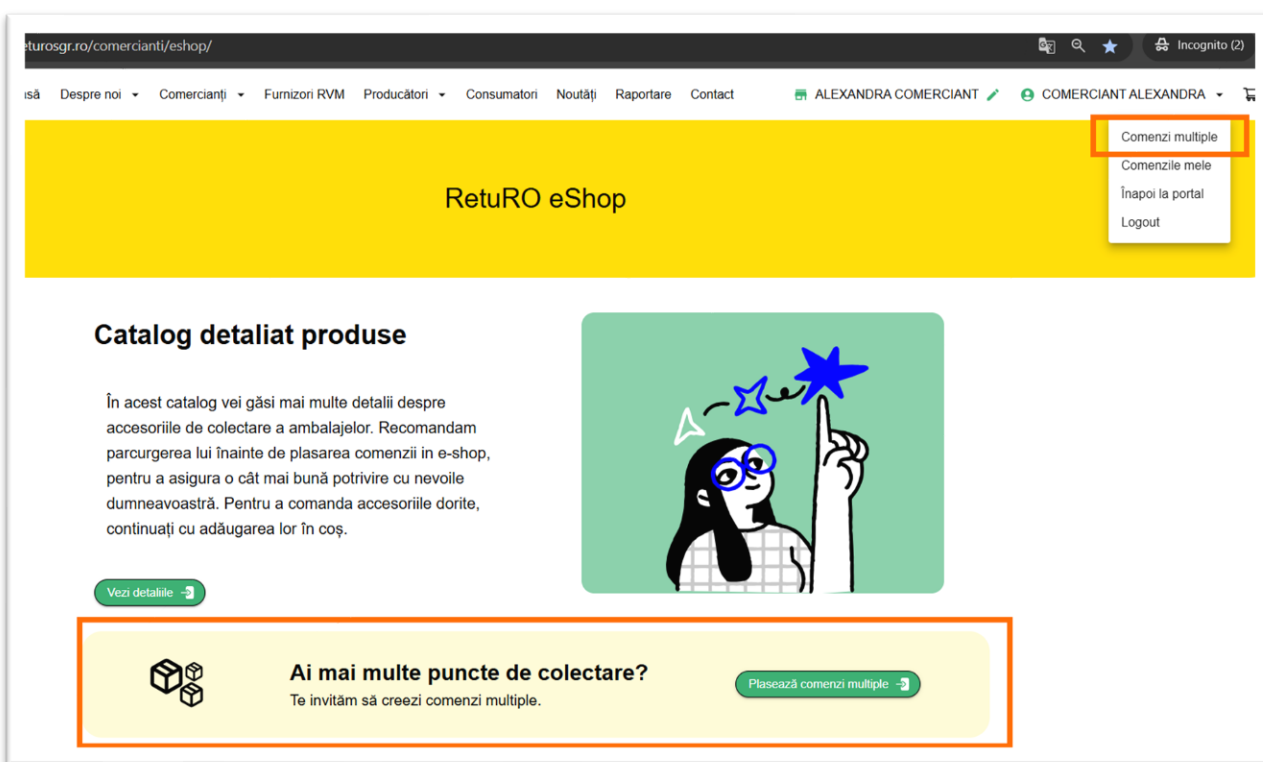 eturosgr.ro/comercianti/eshop/
Incognito (2)
Despre noi Comercianți Furnizori RVM Producători Consumatori Noutăți Raportare Contact ALEXANDRA COMERCIANT COMERCIANT ALEXANDRA
Comenzi multiple
Comenzile mele
Înapoi la portal
Logout
RetuRO eShop
Catalog detaliat produse
În acest catalog vei găsi mai multe detalii despre
accesoriile de colectare a ambalajelor. Recomandam
parcurgerea lui înainte de plasarea comenzii in e-shop,
pentru a asigura o cât mai bună potrivire cu nevoile
dumneavoastră. Pentru a comanda accesoriile dorite,
continuați cu adăugarea lor în coș.
Vezi detaliile
Ai mai multe puncte de colectare?
Te invităm să creezi comenzi multiple.
Plasează comenzi multiple